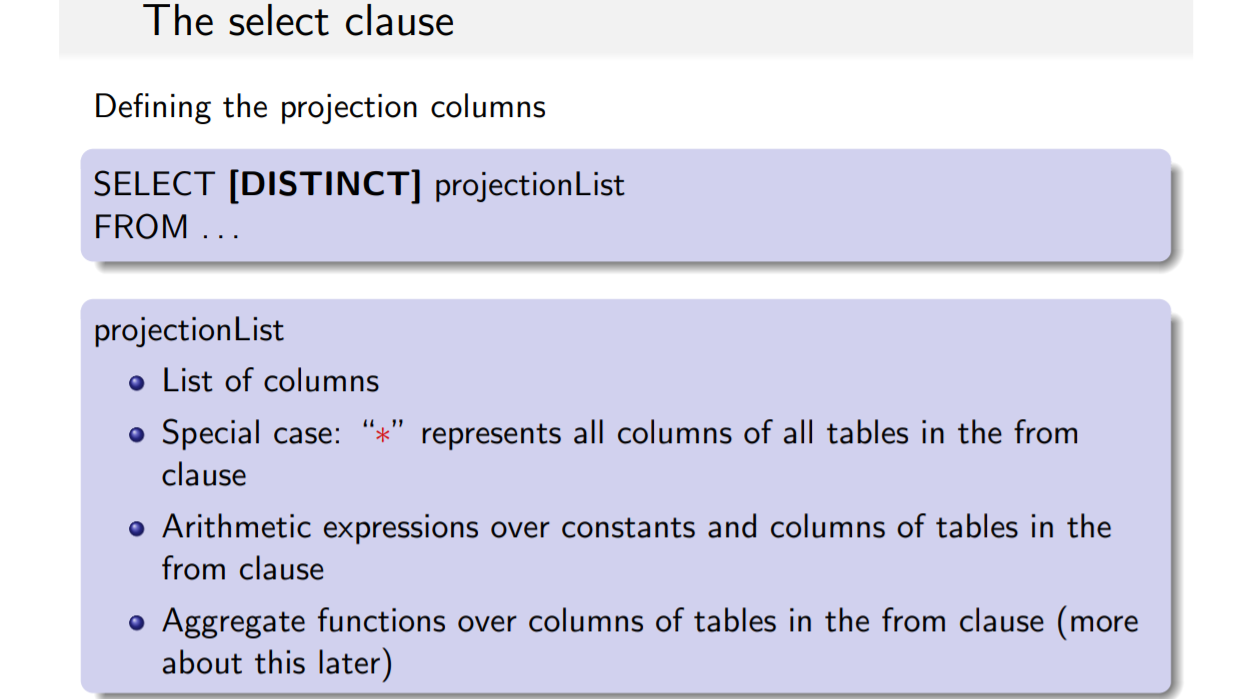 The select clause
Defining the projection columns
SELECT [DISTINCT] projectionList
FROM . . .
projectionList
List of columns
Special case: “*” represents all columns of all tables in the from
clause
Arithmetic expressions over constants and columns of tables in the
from clause
Aggregate functions over columns of tables in the from clause (more
about this later)